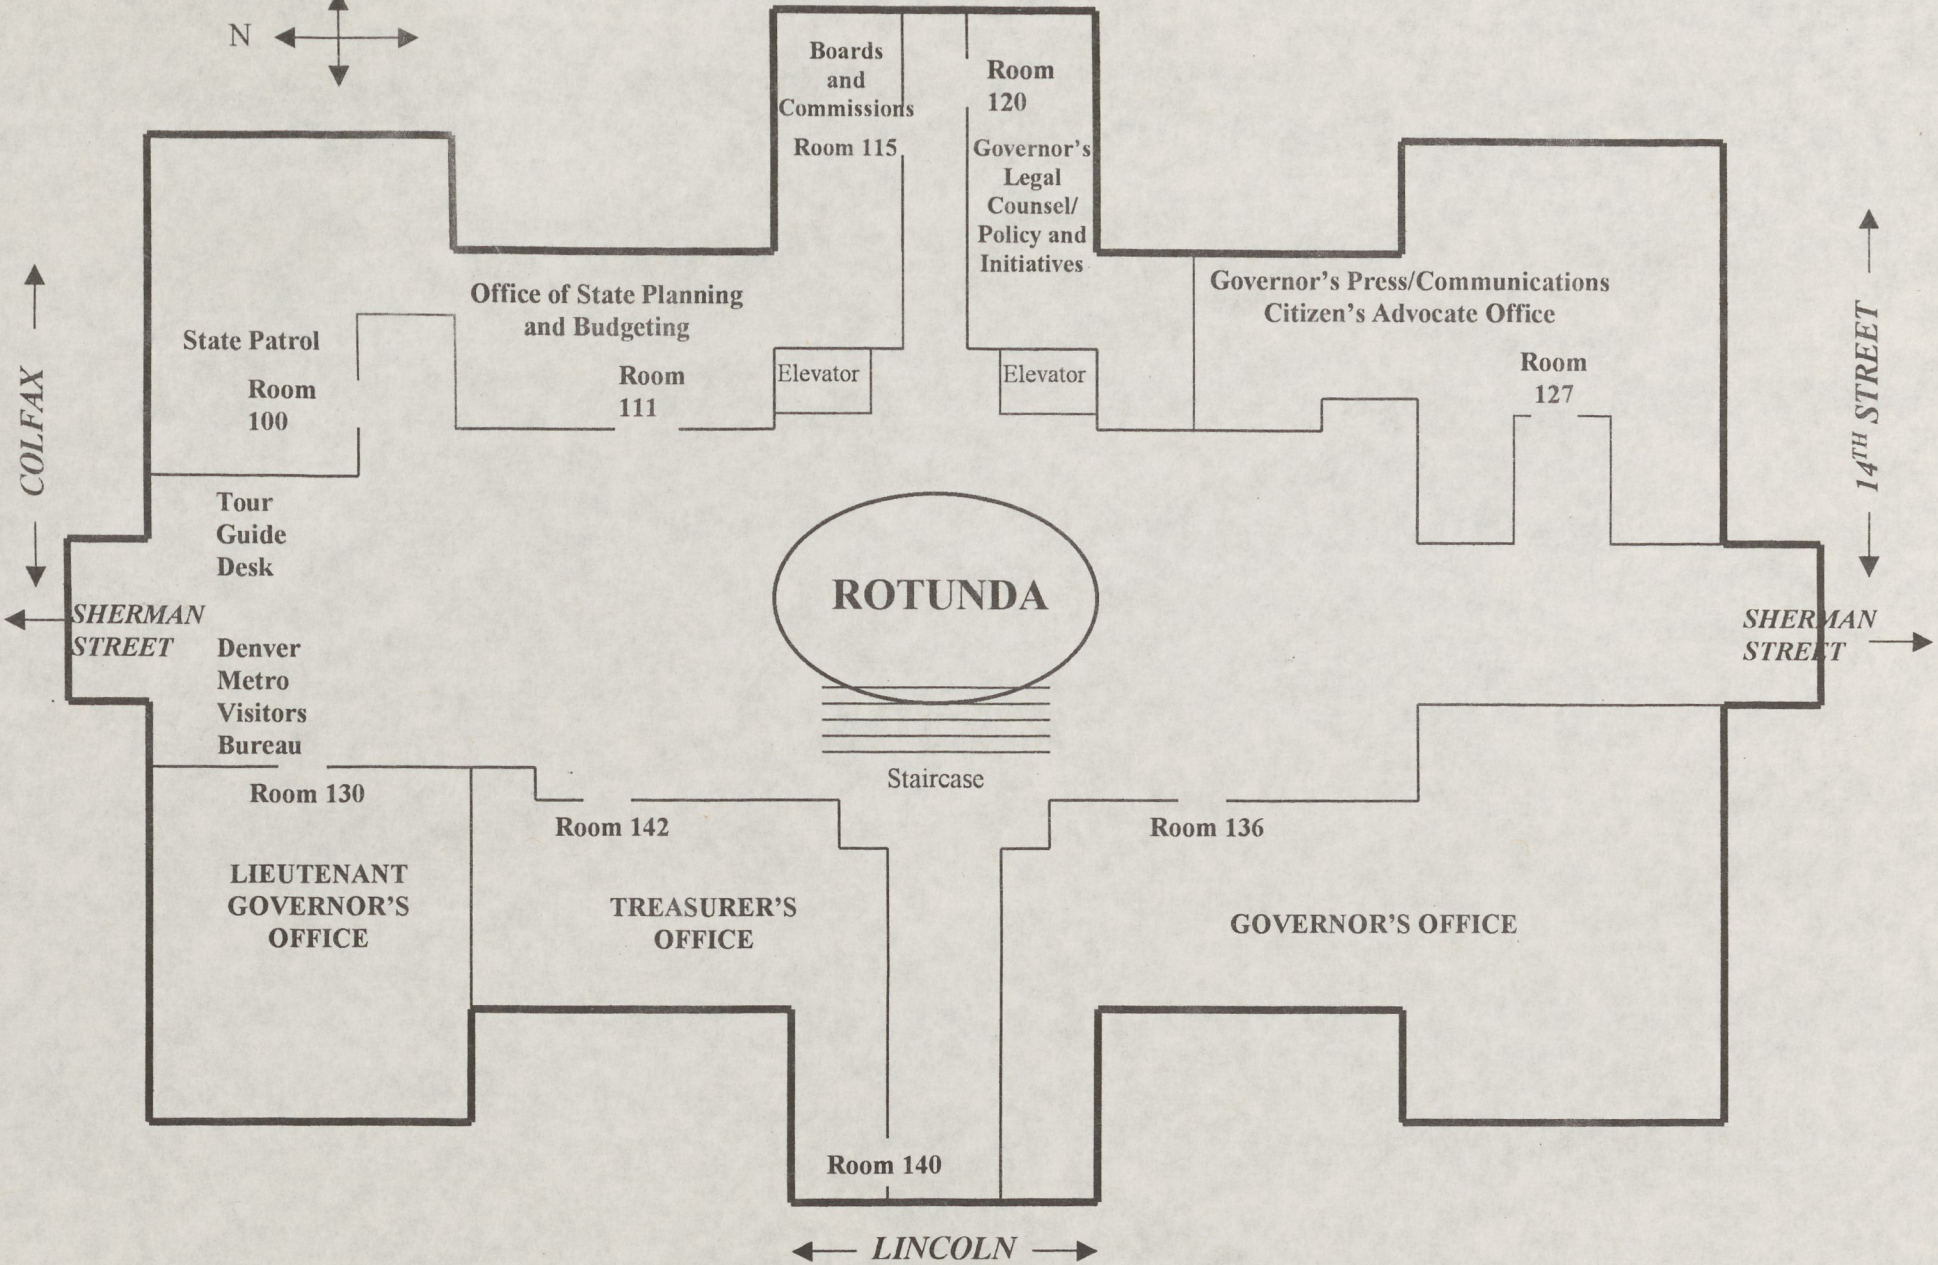 N
Boards
and
Commissions
Room 115
Room
120
Governor's
Legal
Counsel/
Policy and
Initiatives
Office of State Planning
and Budgeting
Room
111
State Patrol
Room
100
Elevator
Elevator
Governor's Press/Communications
Citizen's Advocate Office
Room
127
COLFAX
14TH STREET
Tour
Guide
Desk
SHERMAN
STREET
Denver
Metro
Visitors
Bureau
ROTUNDA
SHERMAN
STREET
Staircase
Room 130
LIEUTENANT
GOVERNOR'S
OFFICE
Room 142
TREASURER'S
OFFICE
Room 136
GOVERNOR'S OFFICE
Room 140
LINCOLN